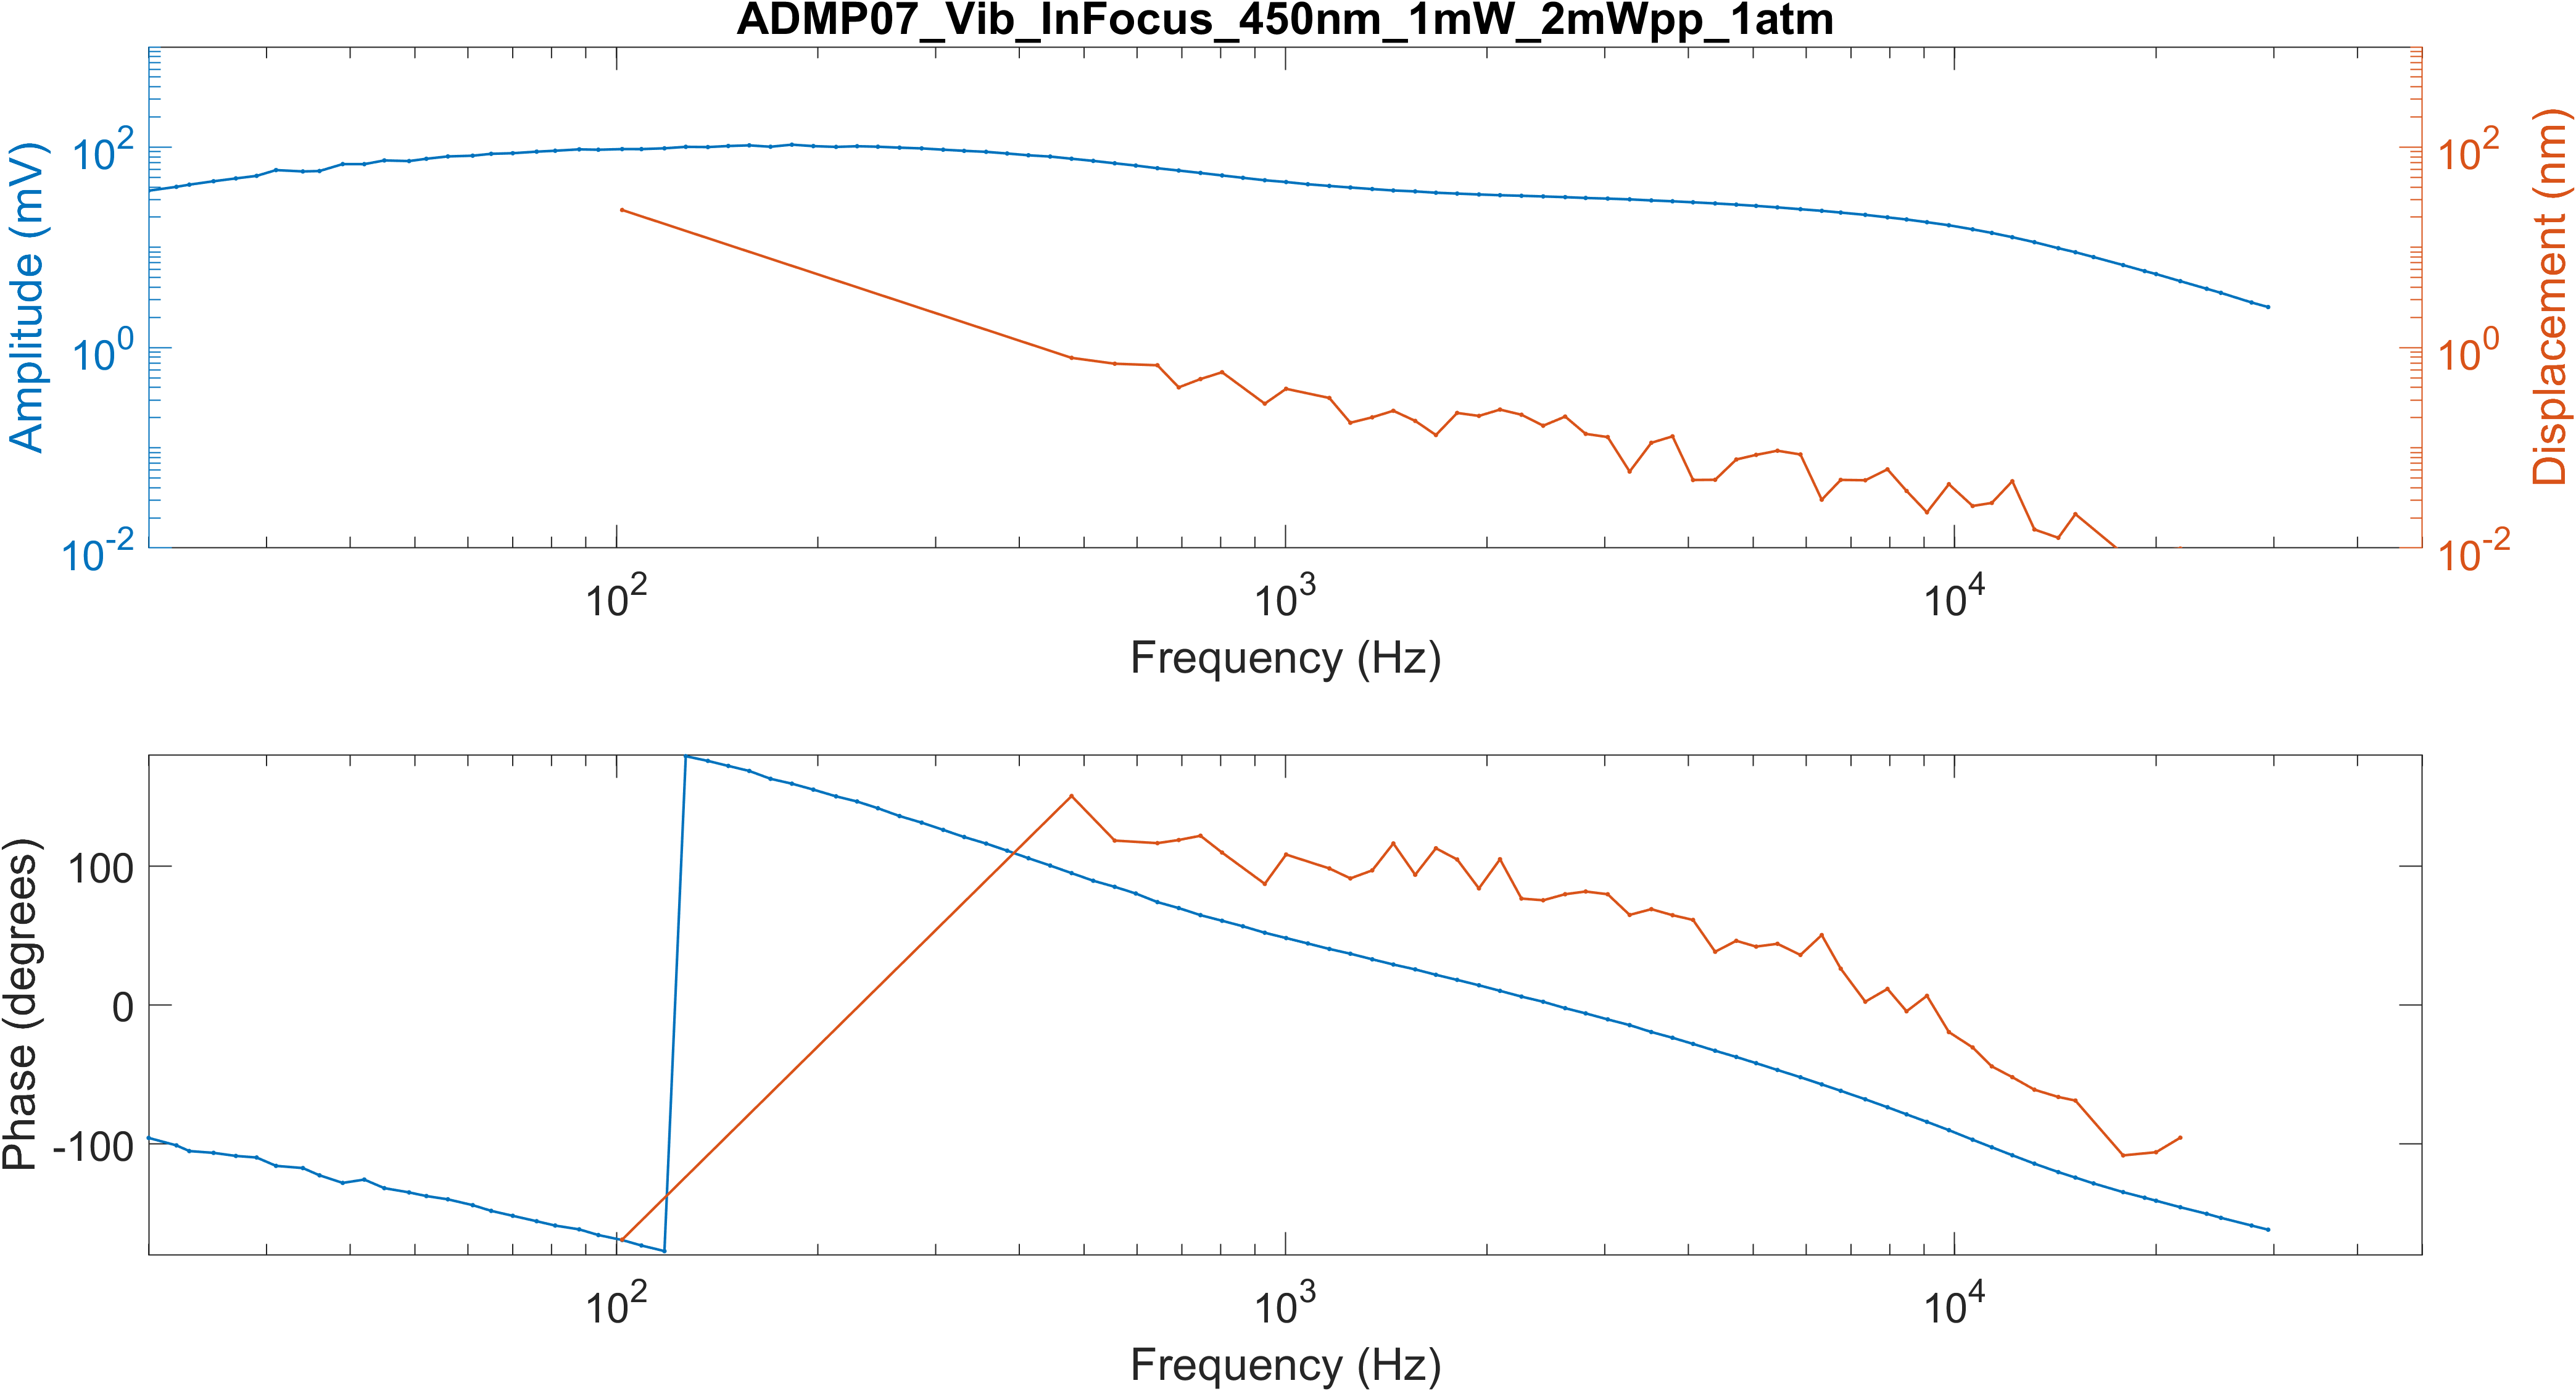 ADMP07_Vib_InFocus_450nm_1mW_2mWpp_1atm
Amplitude (mV)
10^2
10^0
10^-2
10^2
10^0
10^-2
Displacement (nm)
10^2
10^3
10^4
Frequency (Hz)
Phase (degrees)
100
0
-100
10^2
10^3
10^4
Frequency (Hz)